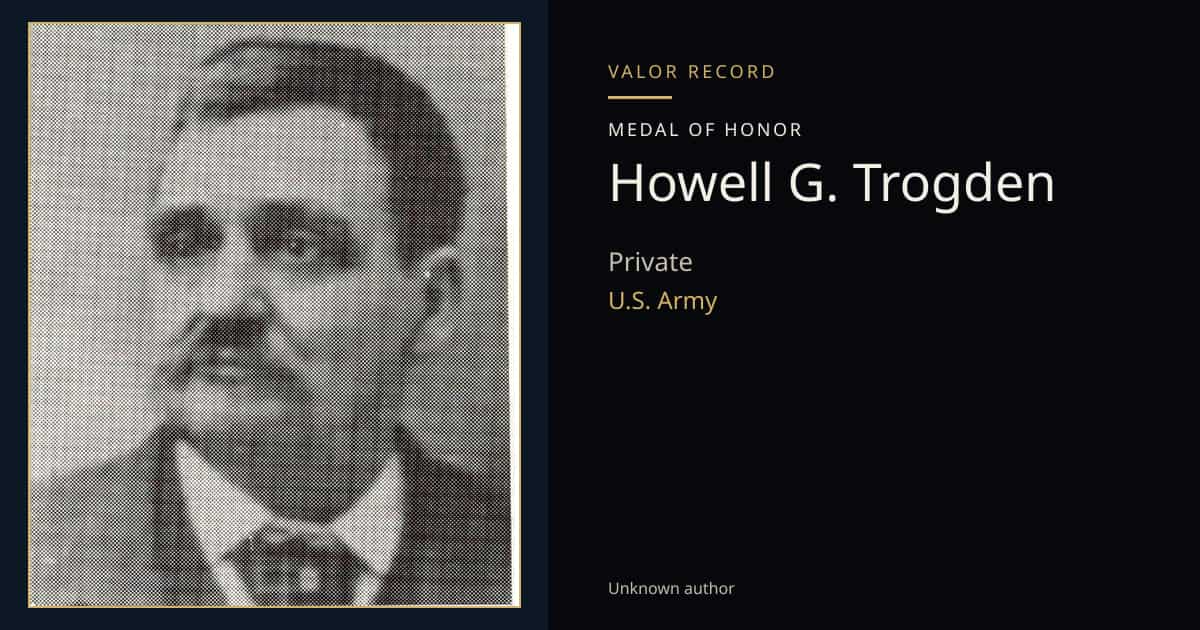 VALOR RECORD
MEDAL OF HONOR
Howell G. Trogden
Private
U.S. Army
Unknown author